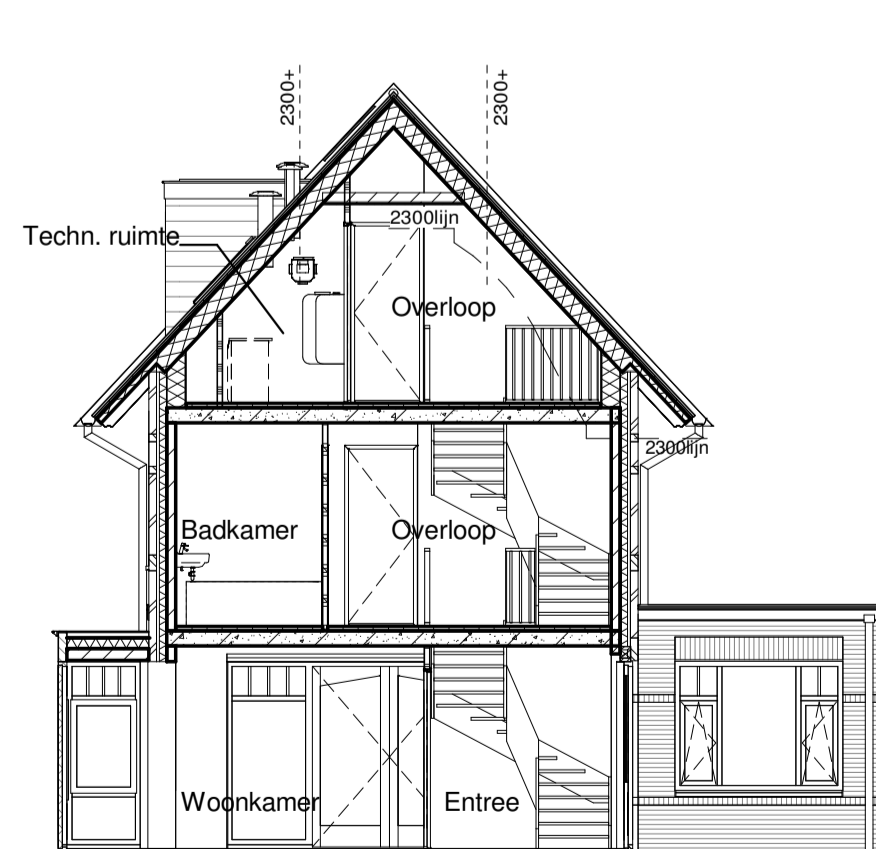 2300+
2300+
2300lijn
Techn. ruimte
Overloop
2300lijn
Badkamer
Overloop
Woonkamer
Entree